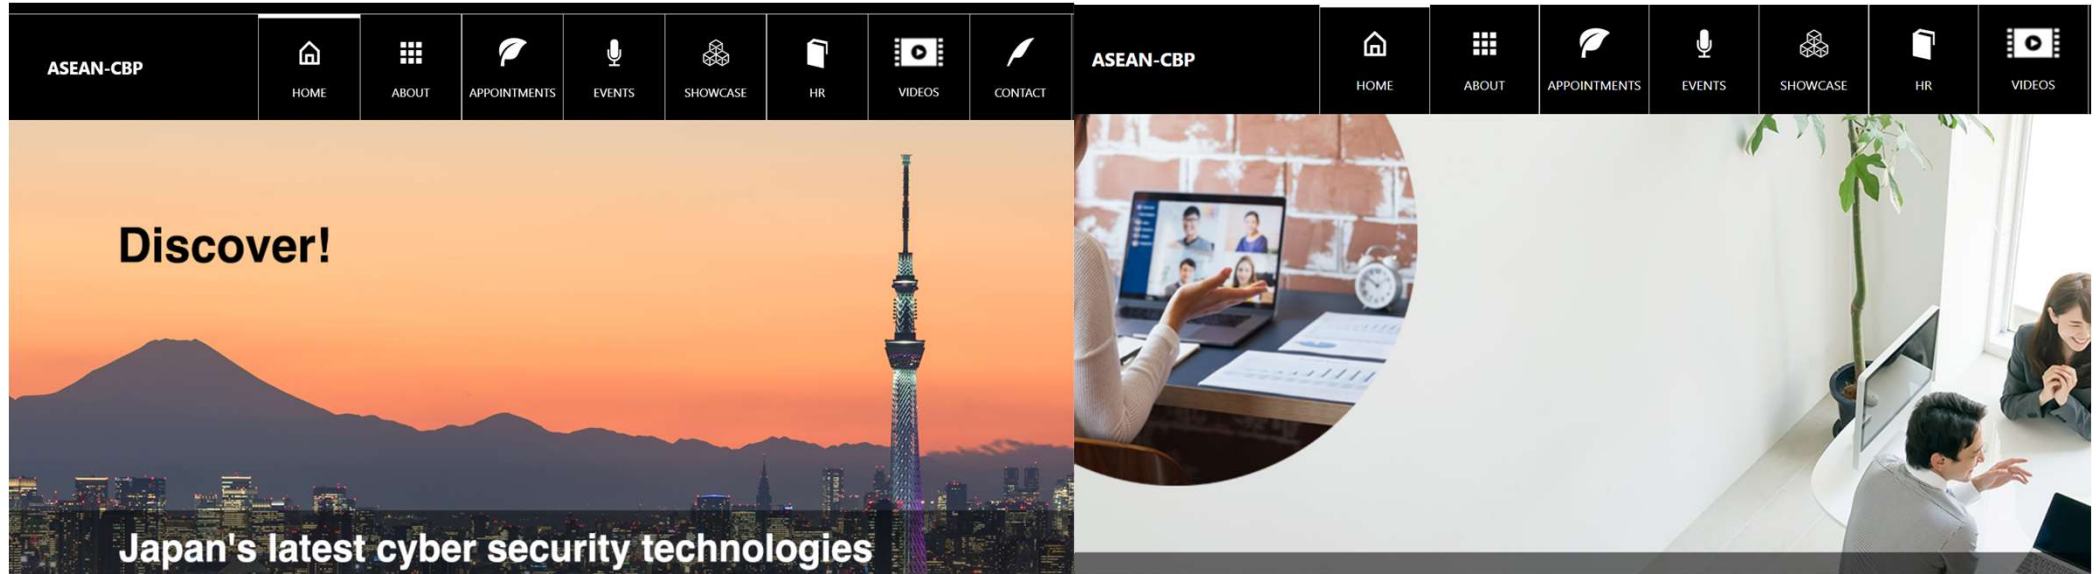 ASEAN-CBP
HOME ABOUT APPOINTMENTS EVENTS SHOWCASE HR VIDEOS CONTACT
Discover!
Japan's latest cyber security technologies
ASEAN-CBP
HOME ABOUT APPOINTMENTS EVENTS SHOWCASE HR VIDEOS